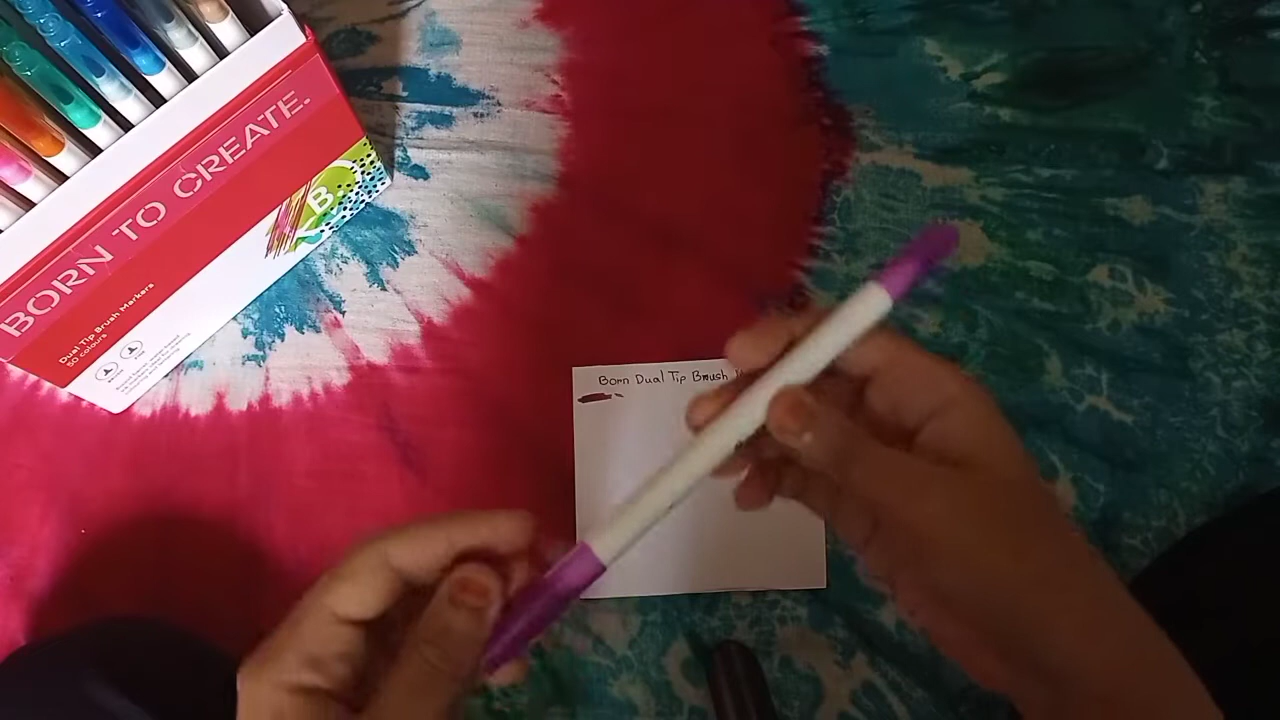 BORN TO CREATE.
B.
Dual Tip Brush Markers
50 colours
Born Dual Tip Brush